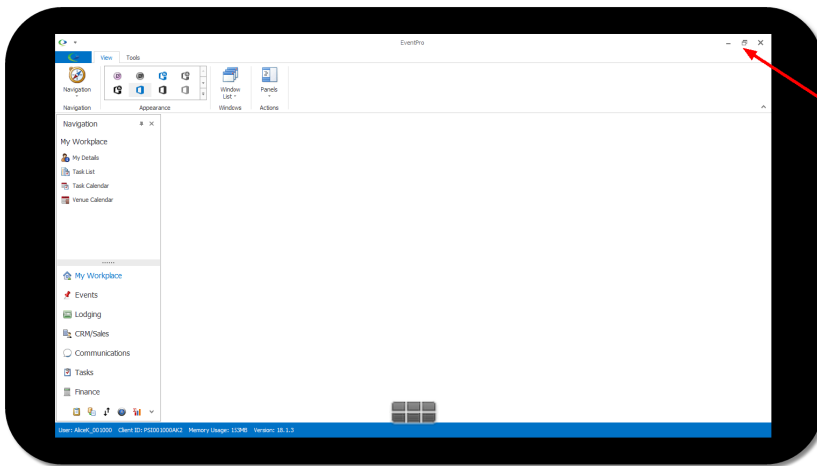 EventPro
View Tools
Navigation
Window List
Panels
Navigation Appearance Windows Actions
Navigation
My Workplace
My Details
Task List
Task Calendar
Venue Calendar
My Workplace
Events
Lodging
CRM/Sales
Communications
Tasks
Finance
User: AliceK_001000 Client ID: PSI001000AK2 Memory Usage: 153MB Version: 18.1.3